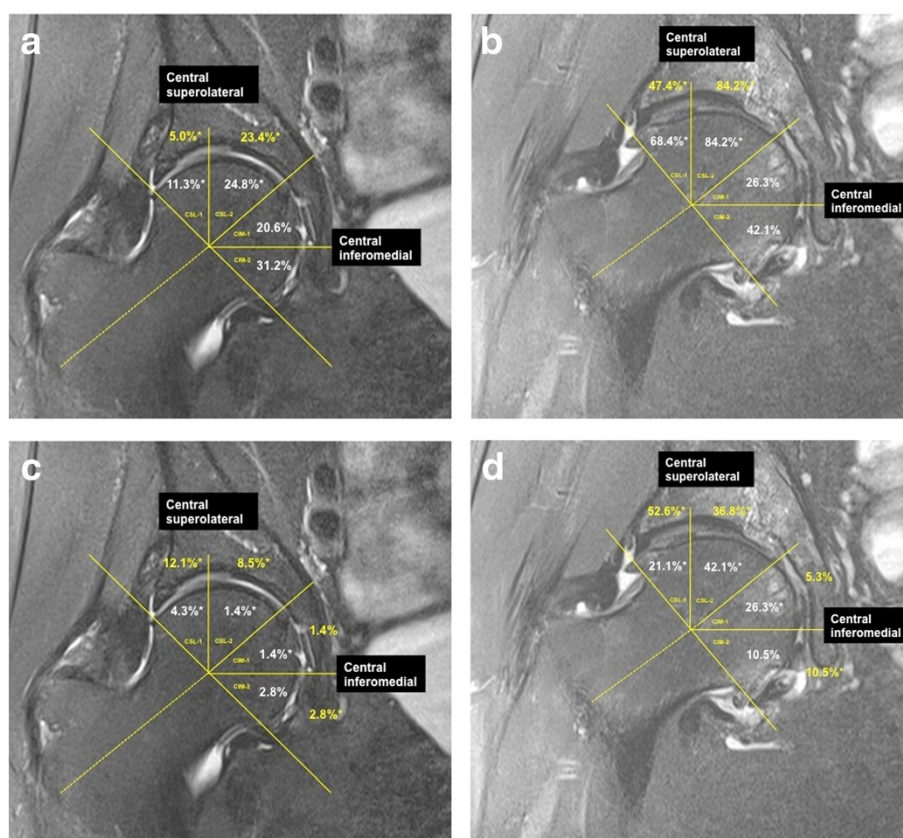 a
Central
superolateral
5.0%* 23.4%*
11.3%* 24.8%*
CSL-1 CSL-2
20.6%
CIM-1
Central
inferomedial
CIM-2
31.2%
b
Central
superolateral
47.4%* 84.2%*
68.4%* 84.2%*
CSL-1 CSL-2
26.3%
CIM-1
Central
inferomedial
CIM-2
42.1%
c
Central
superolateral
12.1%* 8.5%*
4.3%* 1.4%*
CSL-1 CSL-2
1.4%
1.4%*
CIM-1
Central
inferomedial
CIM-2
2.8%
2.8%*
d
Central
superolateral
52.6%* 36.8%*
21.1%* 42.1%*
CSL-1 CSL-2
5.3%
26.3%*
CIM-1
Central
inferomedial
CIM-2
10.5%
10.5%*